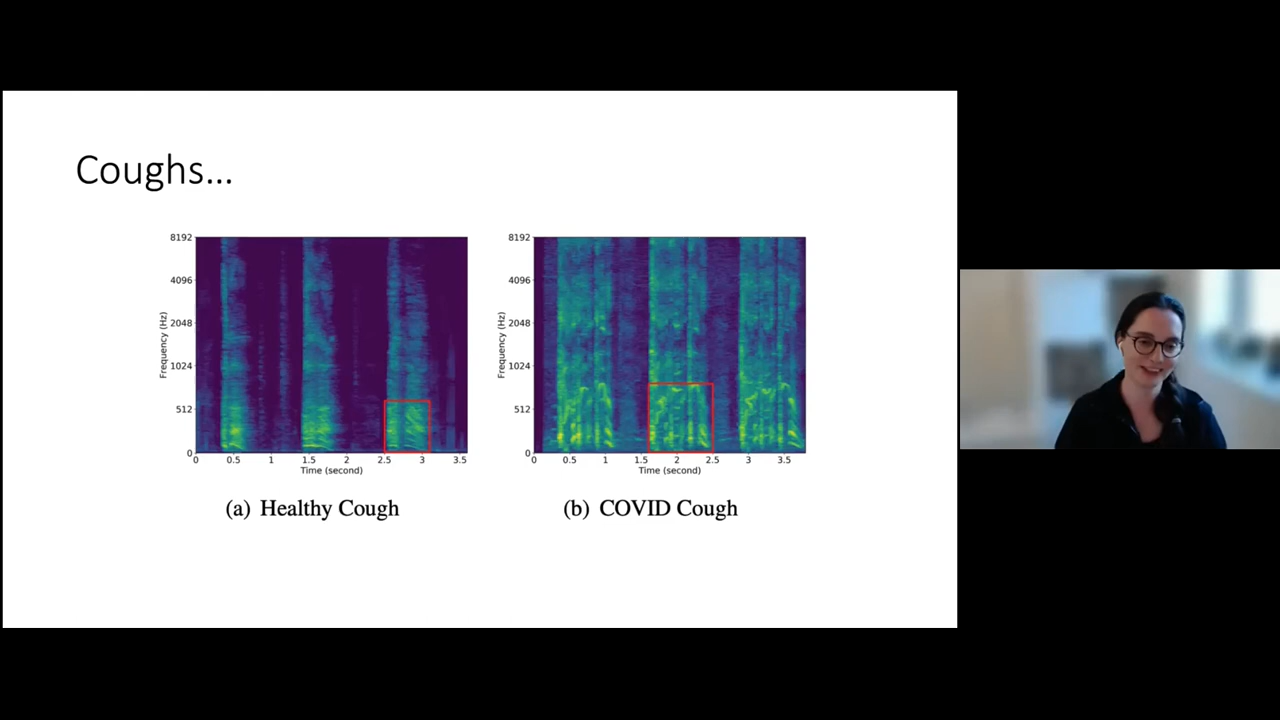 Coughs...
8192
4096
2048
1024
512
0
Frequency (Hz)
0 0.5 1 1.5 2 2.5 3 3.5
Time (second)
(a) Healthy Cough
8192
4096
2048
1024
512
0
Frequency (Hz)
0 0.5 1 1.5 2 2.5 3 3.5
Time (second)
(b) COVID Cough